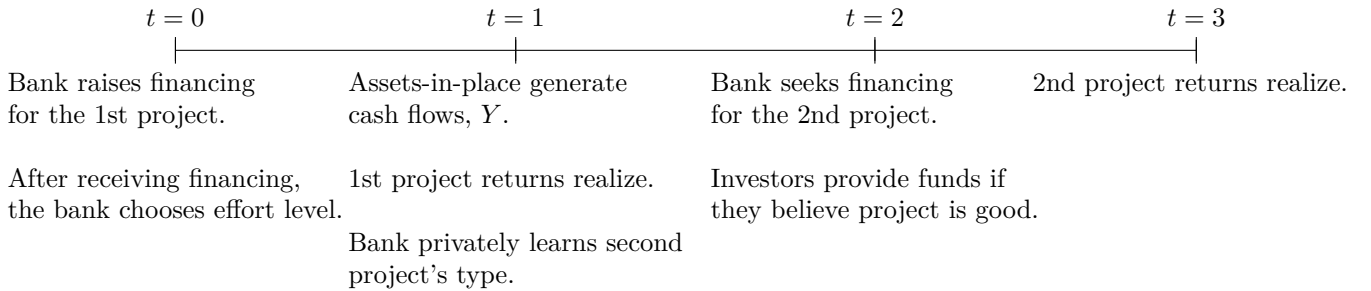 t = 0
t = 1
t = 2
t = 3
Bank raises financing
for the 1st project.
After receiving financing,
the bank chooses effort level.
Assets-in-place generate
cash flows, Y.
1st project returns realize.
Bank privately learns second
project's type.
Bank seeks financing
for the 2nd project.
Investors provide funds if
they believe project is good.
2nd project returns realize.